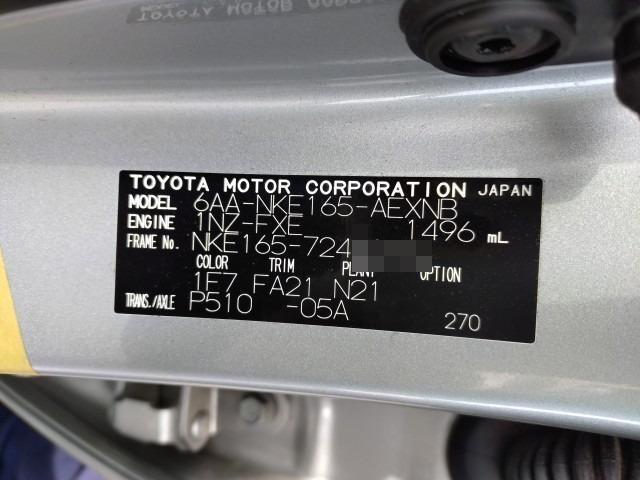 TOYOTA MOTOR CORPORATION JAPAN
MODEL 6AA-NKE165-AEXNB
ENGINE 1NZ-FXE 1496 mL
FRAME No. NKE165-724
COLOR TRIM PLANT OPTION
1F7 FA21 N21
TRANS./AXLE P510 -05A
270